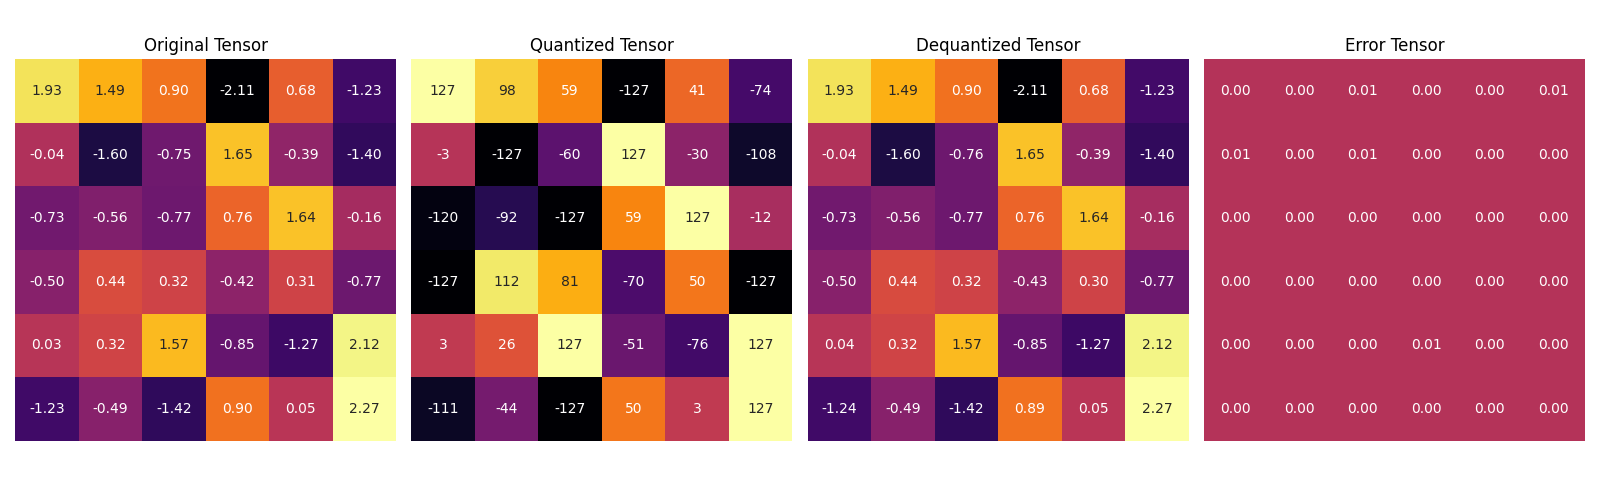 Original Tensor Quantized Tensor Dequantized Tensor Error Tensor
1.93 1.49 0.90 -2.11 0.68 -1.23 127 98 59 -127 41 -74 1.93 1.49 0.90 -2.11 0.68 -1.23 0.00 0.00 0.01 0.00 0.00 0.01
-0.04 -1.60 -0.75 1.65 -0.39 -1.40 -3 -127 -60 127 -30 -108 -0.04 -1.60 -0.76 1.65 -0.39 -1.40 0.01 0.00 0.01 0.00 0.00 0.00
-0.73 -0.56 -0.77 0.76 1.64 -0.16 -120 -92 -127 59 127 -12 -0.73 -0.56 -0.77 0.76 1.64 -0.16 0.00 0.00 0.00 0.00 0.00 0.00
-0.50 0.44 0.32 -0.42 0.31 -0.77 -127 112 81 -70 50 -127 -0.50 0.44 0.32 -0.43 0.30 -0.77 0.00 0.00 0.00 0.00 0.00 0.00
0.03 0.32 1.57 -0.85 -1.27 2.12 3 26 127 -51 -76 127 0.04 0.32 1.57 -0.85 -1.27 2.12 0.00 0.00 0.00 0.01 0.00 0.00
-1.23 -0.49 -1.42 0.90 0.05 2.27 -111 -44 -127 50 3 127 -1.24 -0.49 -1.42 0.89 0.05 2.27 0.00 0.00 0.00 0.00 0.00 0.00